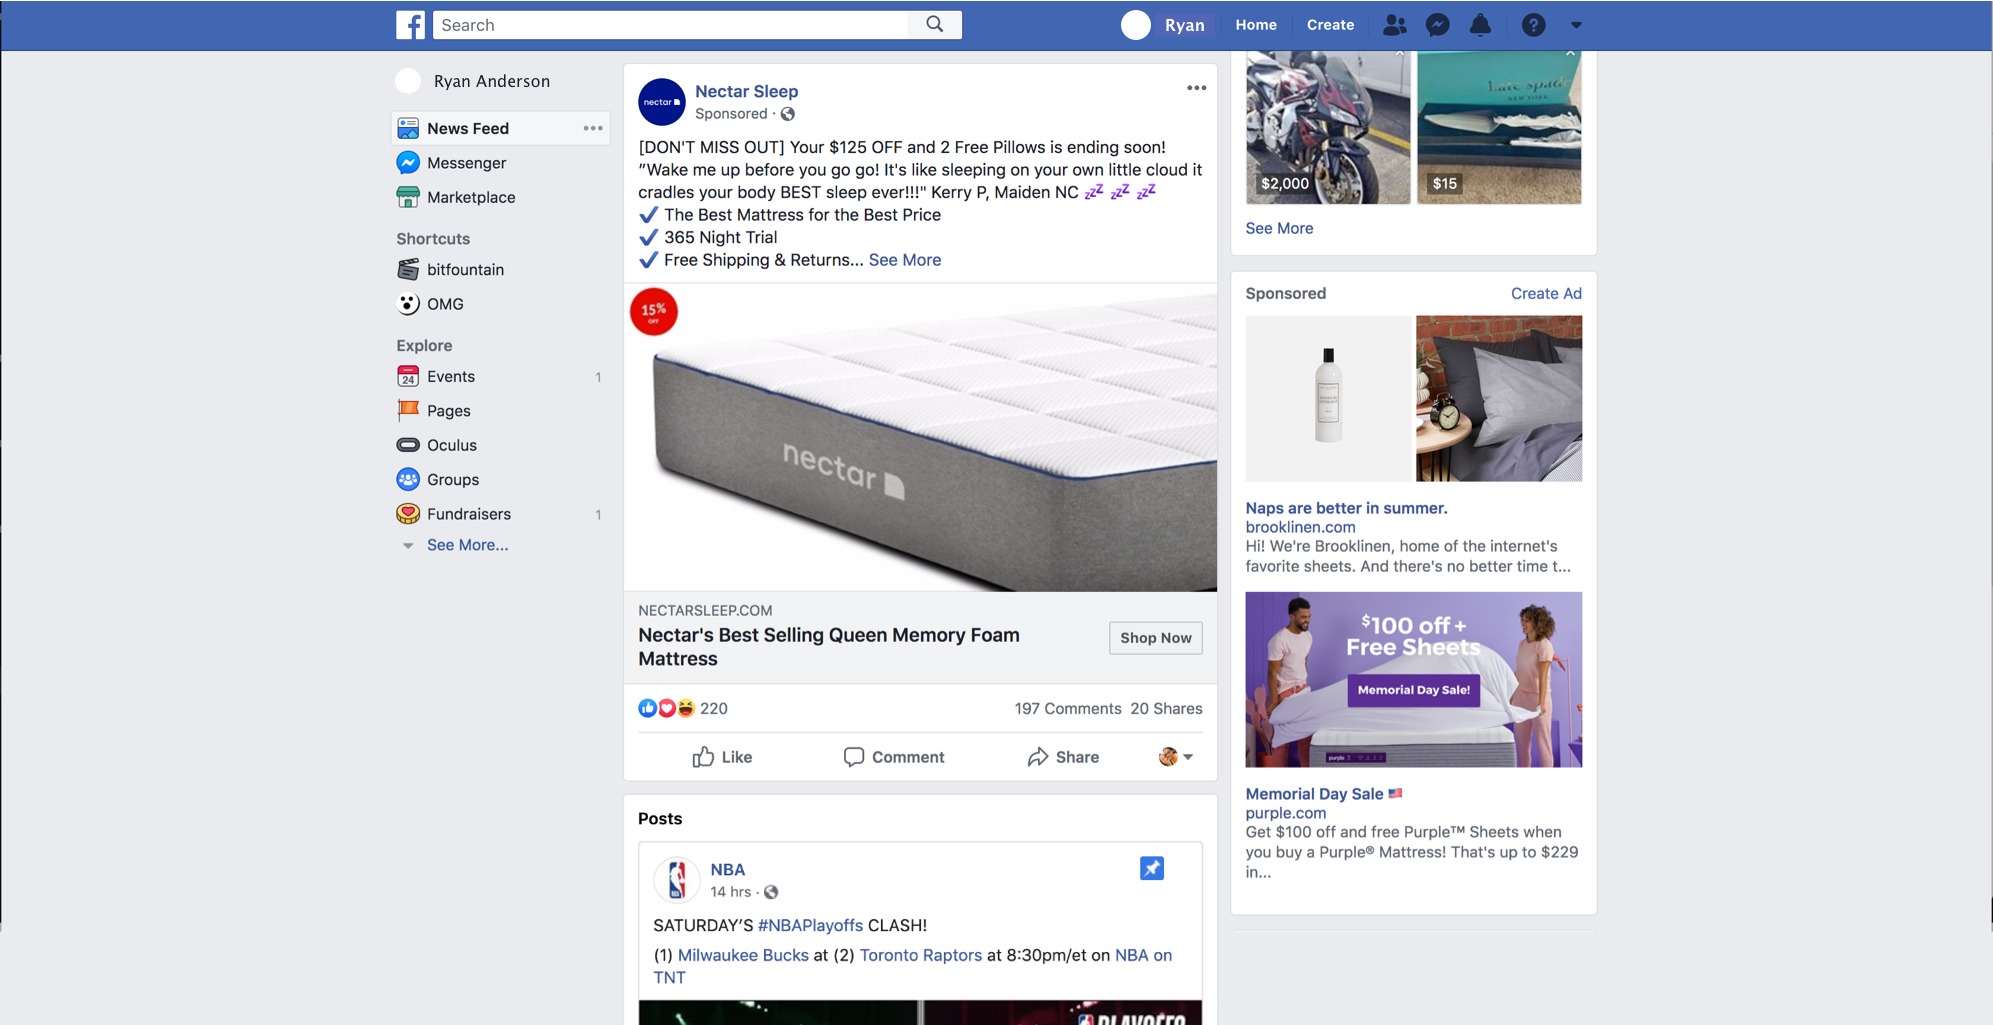 Search
Ryan
Home
Create
Ryan Anderson
News Feed
Messenger
Marketplace
Shortcuts
bitfountain
OMG
Explore
24
Events
1
Pages
Oculus
Groups
Fundraisers
1
See More...
nectar
Nectar Sleep
Sponsored ·
[DON'T MISS OUT] Your $125 OFF and 2 Free Pillows is ending soon!
"Wake me up before you go go! It's like sleeping on your own little cloud it
cradles your body BEST sleep ever!!!" Kerry P, Maiden NC 💤 💤 💤
✔ The Best Mattress for the Best Price
✔ 365 Night Trial
✔ Free Shipping & Returns... See More
15%
OFF
nectar
NECTARSLEEP.COM
Nectar's Best Selling Queen Memory Foam
Mattress
Shop Now
220
197 Comments 20 Shares
Like
Comment
Share
Posts
NBA
14 hrs ·
SATURDAY'S #NBAPlayoffs CLASH!
(1) Milwaukee Bucks at (2) Toronto Raptors at 8:30pm/et on NBA on
TNT
PLAYOFFS
$2,000
kate spade
NEW YORK
$15
See More
Sponsored
Create Ad
Naps are better in summer.
brooklinen.com
Hi! We're Brooklinen, home of the internet's
favorite sheets. And there's no better time t...
$100 off +
Free Sheets
Memorial Day Sale!
purple
Memorial Day Sale 🇺🇸
purple.com
Get $100 off and free Purple™ Sheets when
you buy a Purple® Mattress! That's up to $229
in...